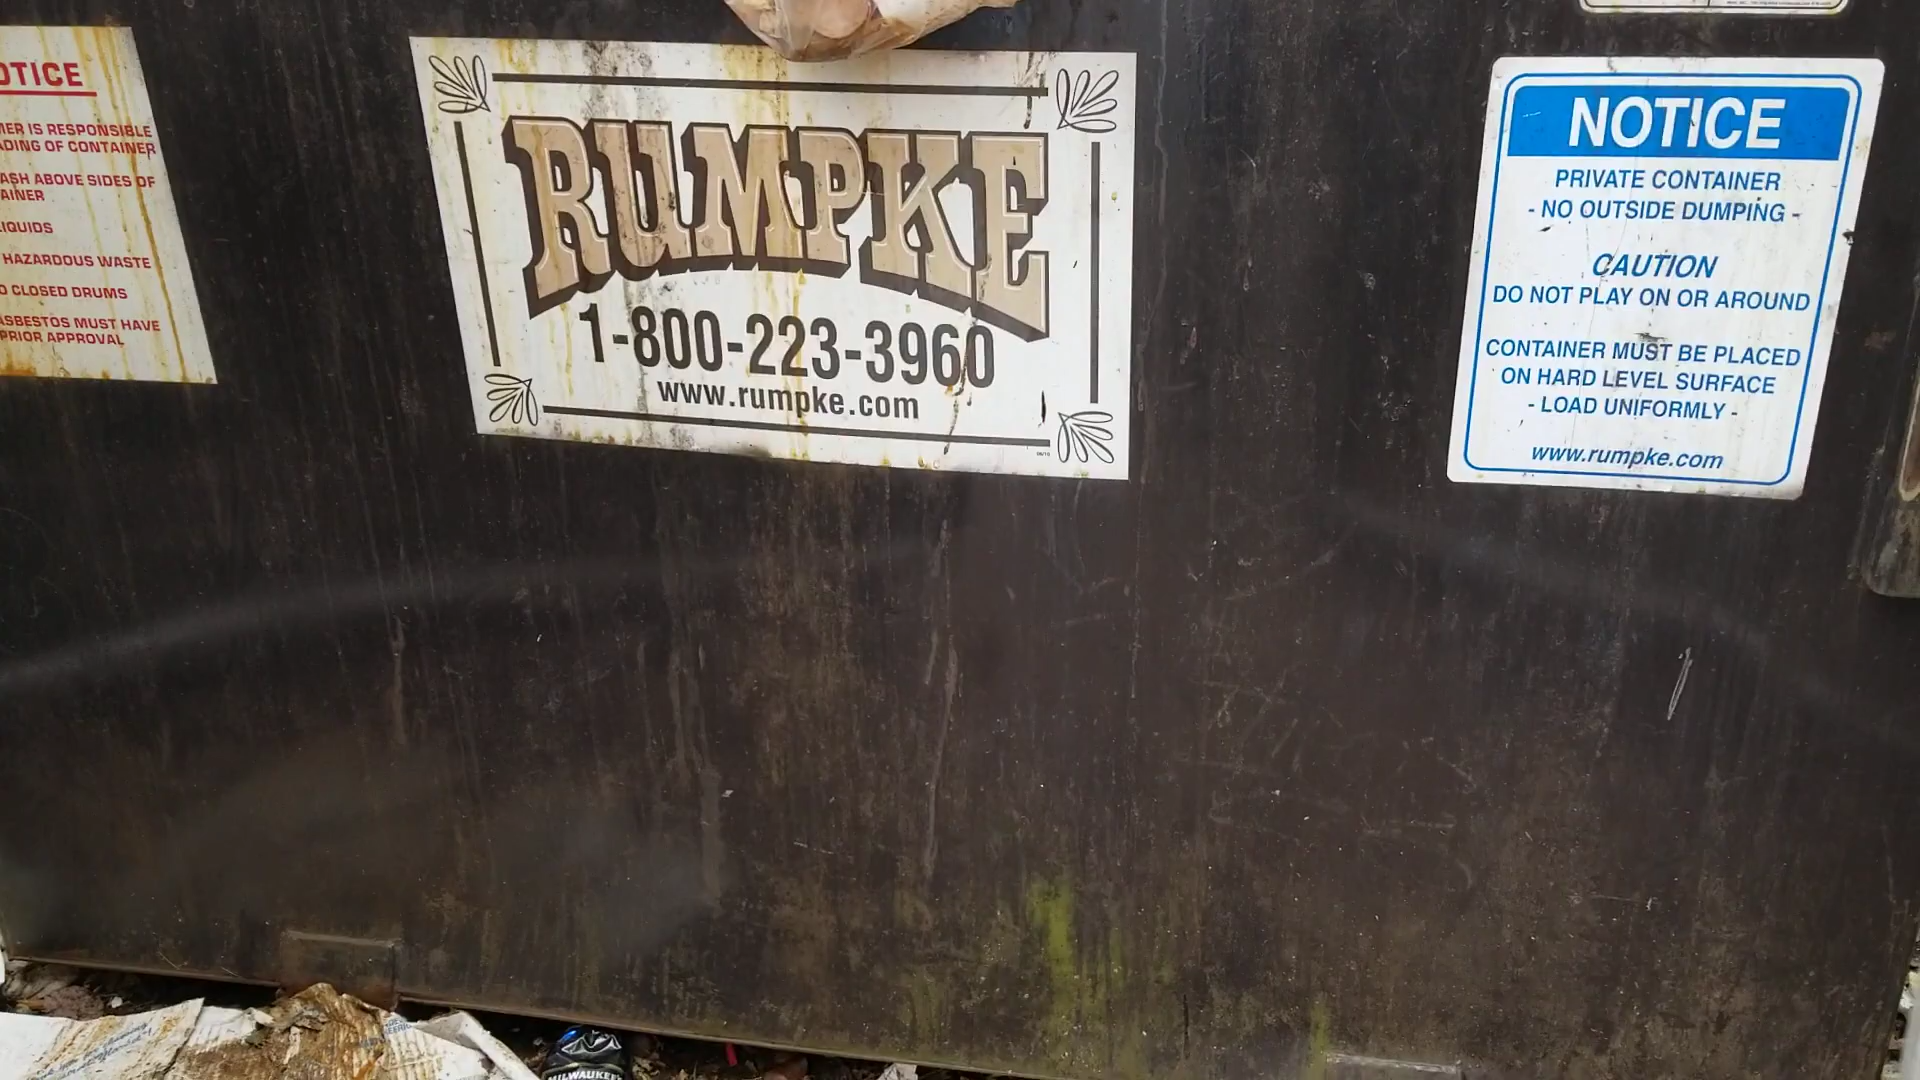 OTICE
MER IS RESPONSIBLE
ADING OF CONTAINER
ASH ABOVE SIDES OF
AINER
LIQUIDS
HAZARDOUS WASTE
O CLOSED DRUMS
ASBESTOS MUST HAVE
PRIOR APPROVAL
RUMPKE
1-800-223-3960
www.rumpke.com
NOTICE
PRIVATE CONTAINER
- NO OUTSIDE DUMPING -
CAUTION
DO NOT PLAY ON OR AROUND
CONTAINER MUST BE PLACED
ON HARD LEVEL SURFACE
- LOAD UNIFORMLY -
www.rumpke.com
MILWAUKEE